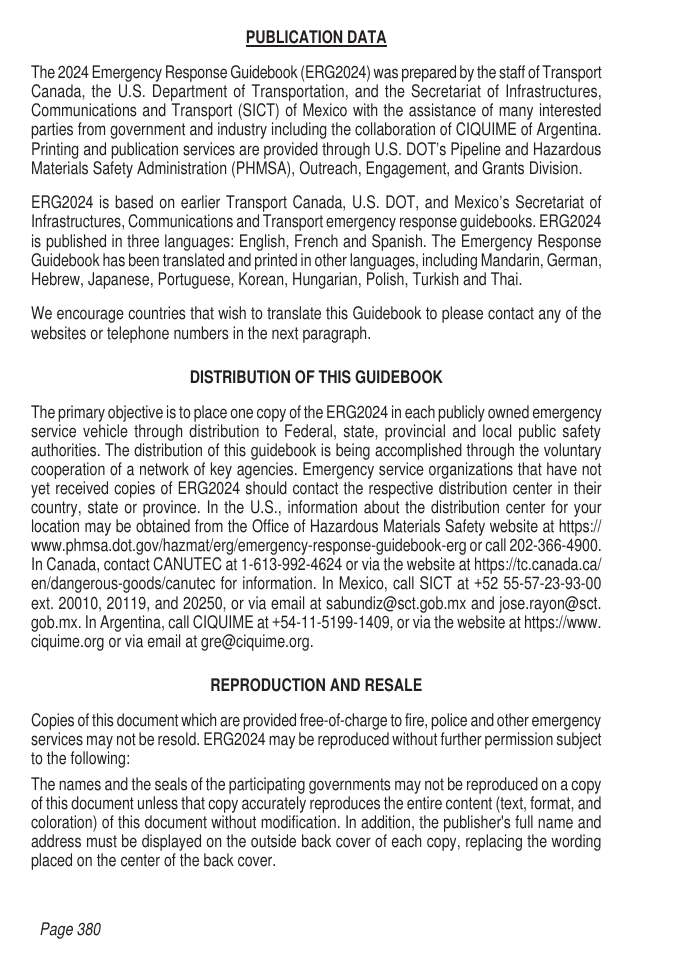 PUBLICATION DATA
The 2024 Emergency Response Guidebook (ERG2024) was prepared by the staff of Transport
Canada, the U.S. Department of Transportation, and the Secretariat of Infrastructures,
Communications and Transport (SICT) of Mexico with the assistance of many interested
parties from government and industry including the collaboration of CIQUIME of Argentina.
Printing and publication services are provided through U.S. DOT's Pipeline and Hazardous
Materials Safety Administration (PHMSA), Outreach, Engagement, and Grants Division.
ERG2024 is based on earlier Transport Canada, U.S. DOT, and Mexico's Secretariat of
Infrastructures, Communications and Transport emergency response guidebooks. ERG2024
is published in three languages: English, French and Spanish. The Emergency Response
Guidebook has been translated and printed in other languages, including Mandarin, German,
Hebrew, Japanese, Portuguese, Korean, Hungarian, Polish, Turkish and Thai.
We encourage countries that wish to translate this Guidebook to please contact any of the
websites or telephone numbers in the next paragraph.
DISTRIBUTION OF THIS GUIDEBOOK
The primary objective is to place one copy of the ERG2024 in each publicly owned emergency
service vehicle through distribution to Federal, state, provincial and local public safety
authorities. The distribution of this guidebook is being accomplished through the voluntary
cooperation of a network of key agencies. Emergency service organizations that have not
yet received copies of ERG2024 should contact the respective distribution center in their
country, state or province. In the U.S., information about the distribution center for your
location may be obtained from the Office of Hazardous Materials Safety website at https://
www.phmsa.dot.gov/hazmat/erg/emergency-response-guidebook-erg or call 202-366-4900.
In Canada, contact CANUTEC at 1-613-992-4624 or via the website at https://tc.canada.ca/
en/dangerous-goods/canutec for information. In Mexico, call SICT at +52 55-57-23-93-00
ext. 20010, 20119, and 20250, or via email at sabundiz@sct.gob.mx and jose.rayon@sct.
gob.mx. In Argentina, call CIQUIME at +54-11-5199-1409, or via the website at https://www.
ciquime.org or via email at gre@ciquime.org.
REPRODUCTION AND RESALE
Copies of this document which are provided free-of-charge to fire, police and other emergency
services may not be resold. ERG2024 may be reproduced without further permission subject
to the following:
The names and the seals of the participating governments may not be reproduced on a copy
of this document unless that copy accurately reproduces the entire content (text, format, and
coloration) of this document without modification. In addition, the publisher's full name and
address must be displayed on the outside back cover of each copy, replacing the wording
placed on the center of the back cover.
Page 380